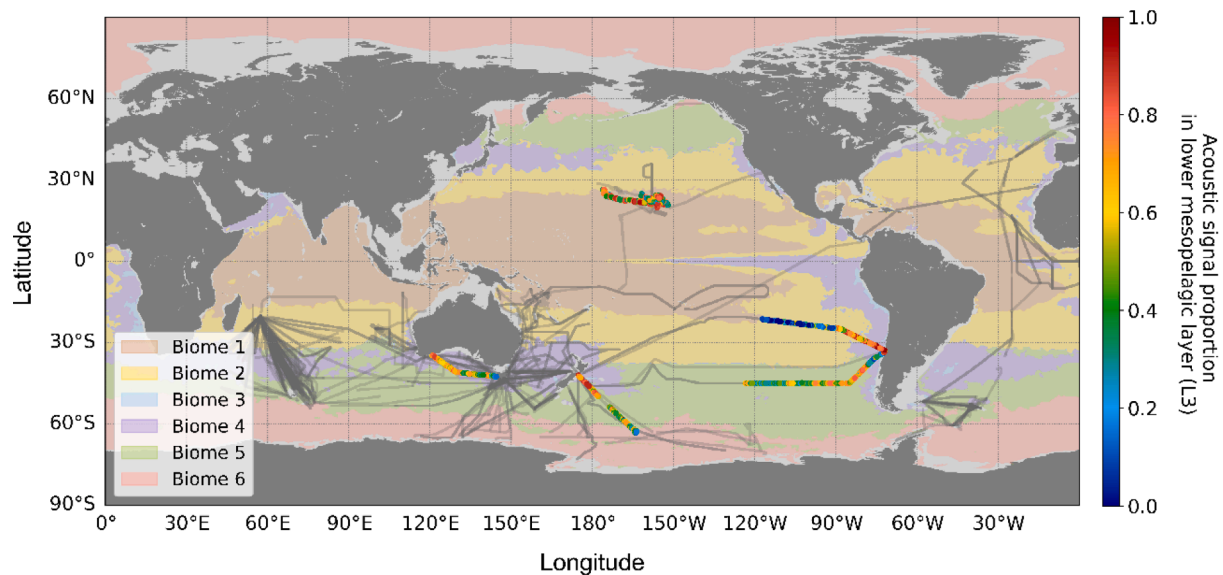 60°N
30°N
0°
30°S
60°S
90°S
Latitude
Biome 1
Biome 2
Biome 3
Biome 4
Biome 5
Biome 6
0° 30°E 60°E 90°E 120°E 150°E 180° 150°W 120°W 90°W 60°W 30°W
Longitude
1.0
0.8
0.6
0.4
0.2
0.0
Acoustic signal proportion
in lower mesopelagic layer (L3)